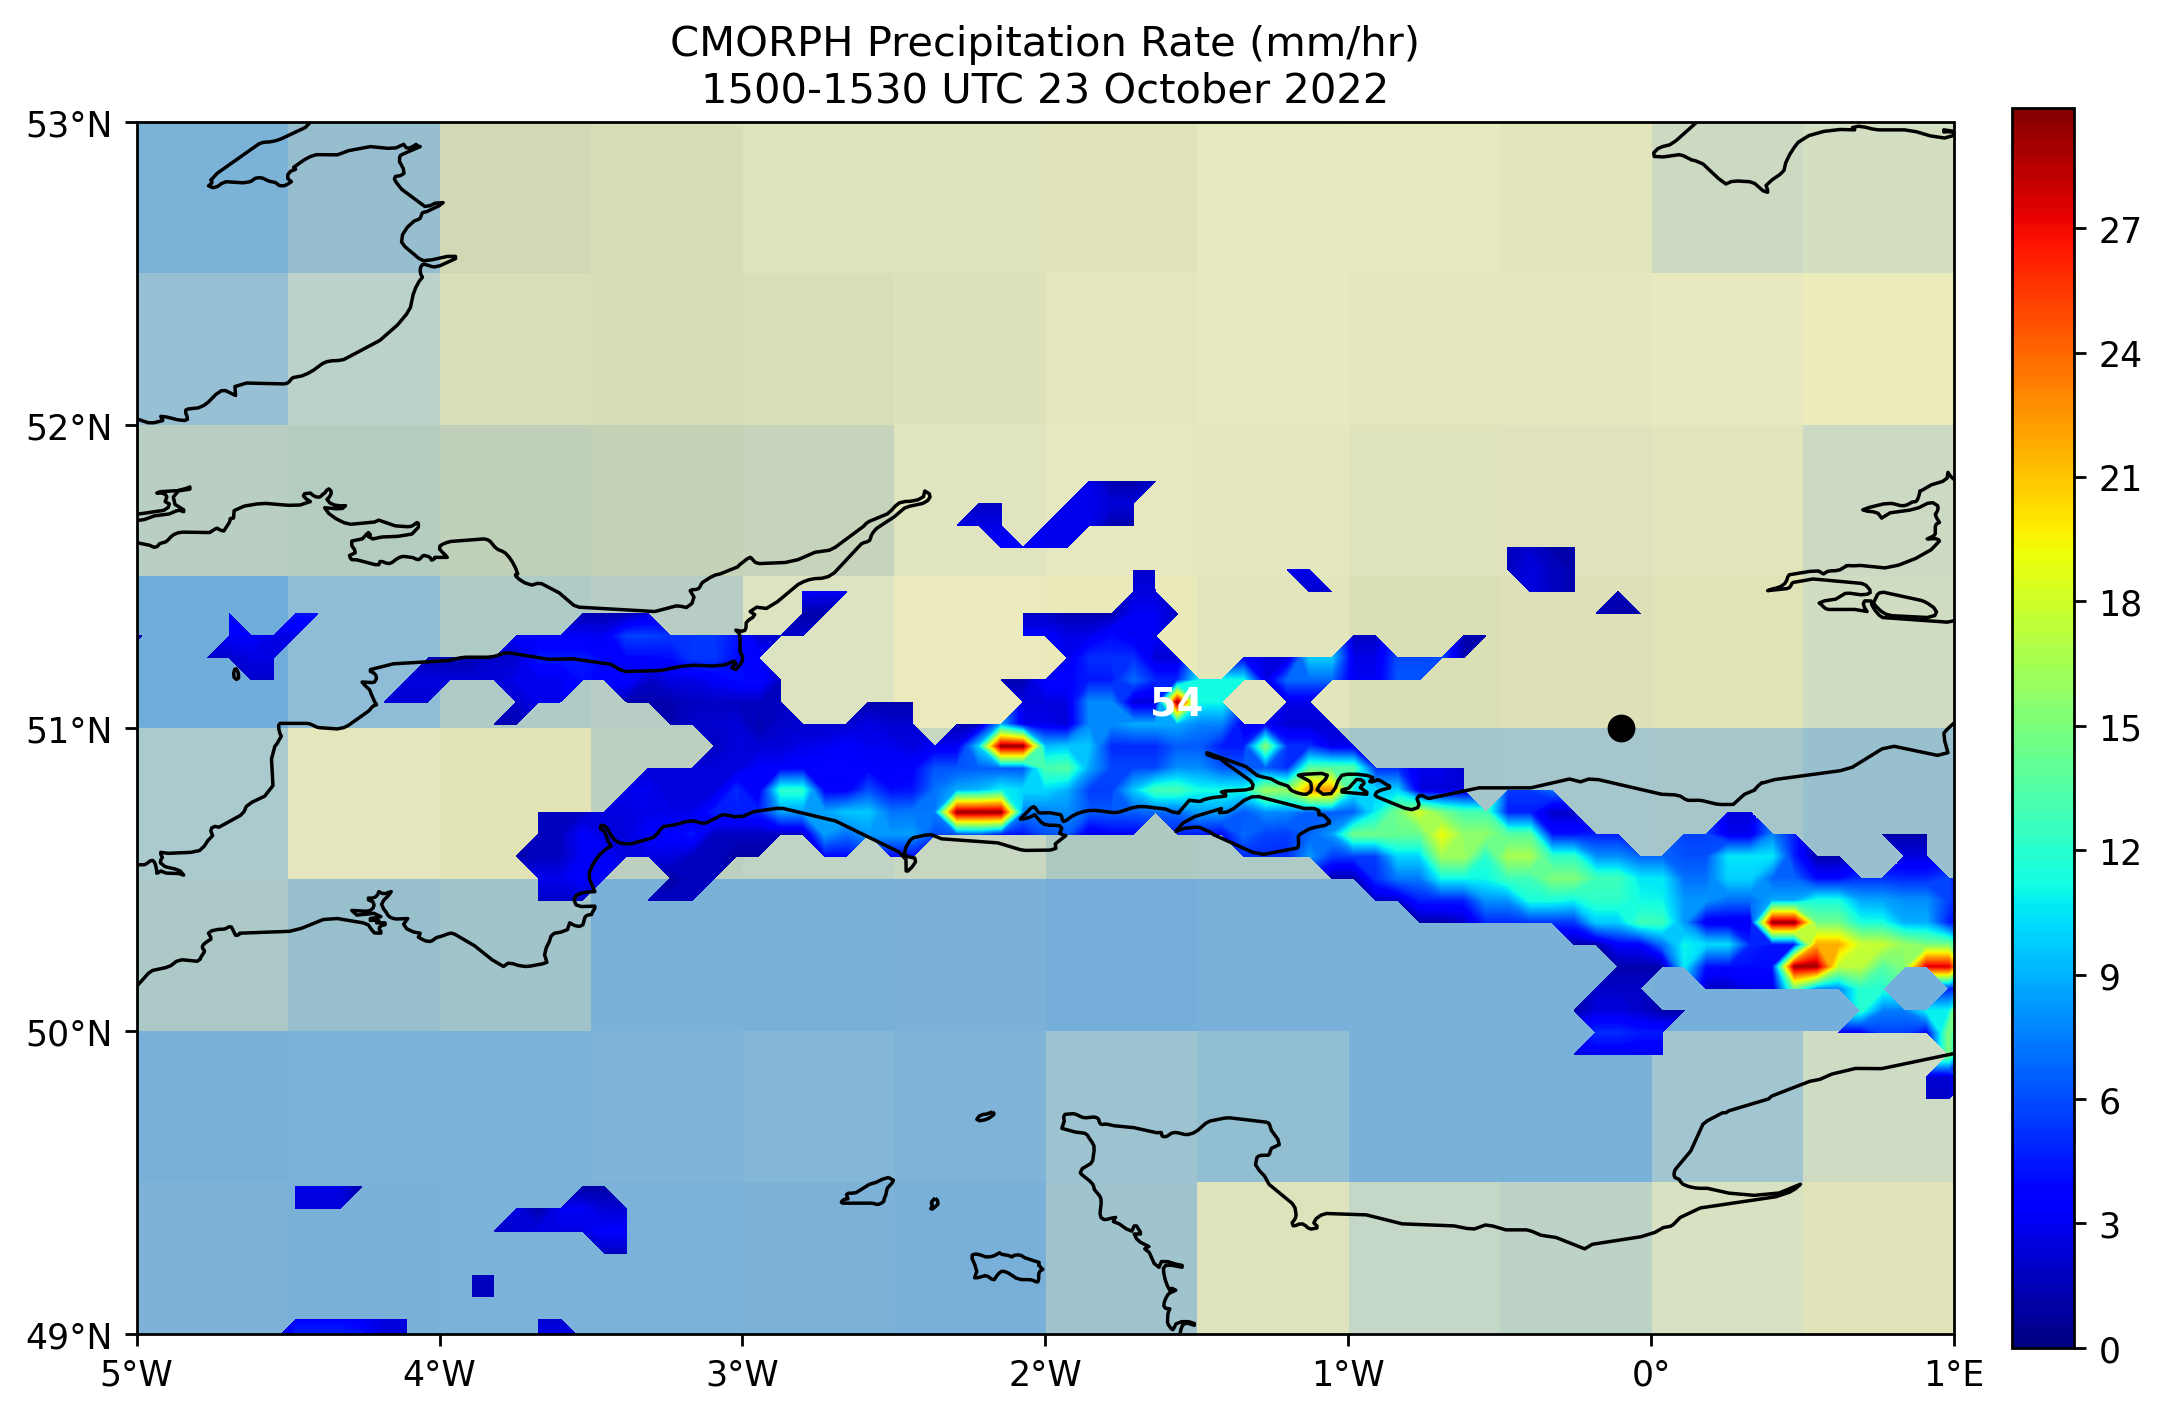 CMORPH Precipitation Rate (mm/hr)
1500-1530 UTC 23 October 2022
53°N
52°N
51°N
50°N
49°N
54
5°W
4°W
3°W
2°W
1°W
0°
1°E
27
24
21
18
15
12
9
6
3
0